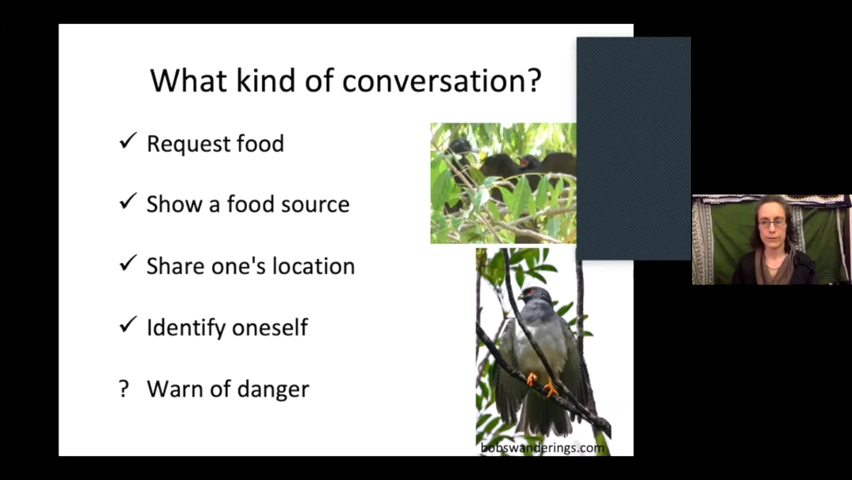 What kind of conversation?
✓ Request food
✓ Show a food source
✓ Share one's location
✓ Identify oneself
? Warn of danger
bobswanderings.com